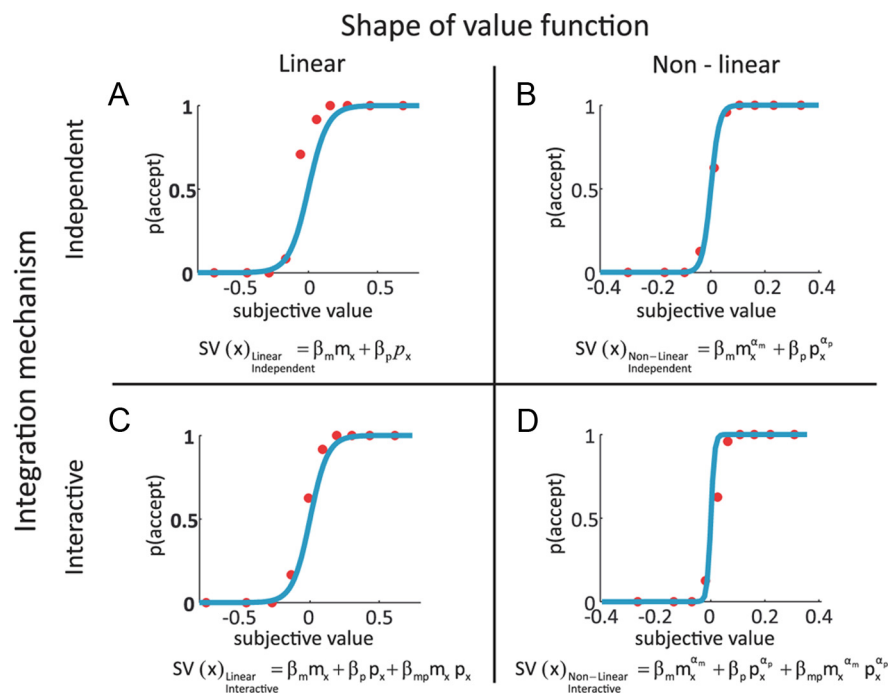 Shape of value function
Linear
Non - linear
Integration mechanism
Independent
Interactive
A
1
0.5
0
p(accept)
-0.5 0 0.5
subjective value
SV (x) Linear Independent = βₘmₓ + βₚpₓ
B
1
0.5
0
p(accept)
-0.4 -0.2 0 0.2 0.4
subjective value
SV (x) Non−Linear Independent = βₘmₓ^αₘ + βₚpₓ^αₚ
C
1
0.5
0
p(accept)
-0.5 0 0.5
subjective value
SV (x) Linear Interactive = βₘmₓ + βₚpₓ + βₘₚmₓ pₓ
D
1
0.5
0
p(accept)
-0.4 -0.2 0 0.2 0.4
subjective value
SV (x) Non−Linear Interactive = βₘmₓ^αₘ + βₚpₓ^αₚ + βₘₚmₓ^αₘ pₓ^αₚ